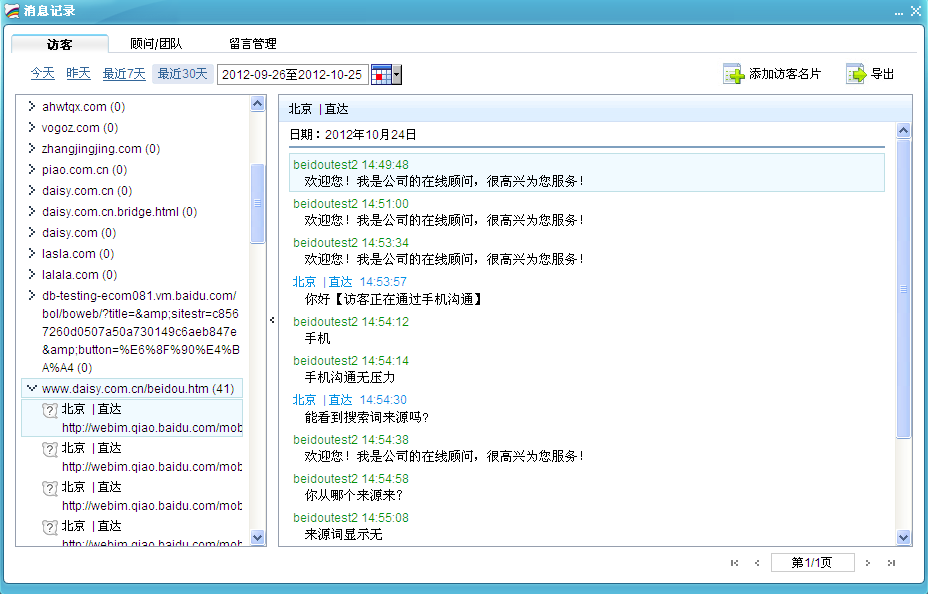 消息记录
访客 顾问/团队 留言管理
今天 昨天 最近7天 最近30天 2012-09-26至2012-10-25 添加访客名片 导出
ahwtqx.com (0)
vogoz.com (0)
zhangjingjing.com (0)
piao.com.cn (0)
daisy.com.cn (0)
daisy.com.cn.bridge.html (0)
daisy.com (0)
lasla.com (0)
lalala.com (0)
db-testing-ecom081.vm.baidu.com/
bol/boweb/?title=&amp;sitestr=c856
7260d0507a50a730149c6aeb847e
&amp;button=%E6%8F%90%E4%B
A%A4 (0)
www.daisy.com.cn/beidou.htm (41)
北京 | 直达
http://webim.qiao.baidu.com/mob
北京 | 直达
http://webim.qiao.baidu.com/mob
北京 | 直达
http://webim.qiao.baidu.com/mob
北京 | 直达
http://webim.qiao.baidu.com/mob
北京 | 直达
日期：2012年10月24日
beidoutest2 14:49:48
欢迎您！我是公司的在线顾问，很高兴为您服务！
beidoutest2 14:51:00
欢迎您！我是公司的在线顾问，很高兴为您服务！
beidoutest2 14:53:34
欢迎您！我是公司的在线顾问，很高兴为您服务！
北京 | 直达 14:53:57
你好【访客正在通过手机沟通】
beidoutest2 14:54:12
手机
beidoutest2 14:54:14
手机沟通无压力
北京 | 直达 14:54:30
能看到搜索词来源吗?
beidoutest2 14:54:38
欢迎您！我是公司的在线顾问，很高兴为您服务！
beidoutest2 14:54:58
你从哪个来源来?
beidoutest2 14:55:08
来源词显示无
第1/1页